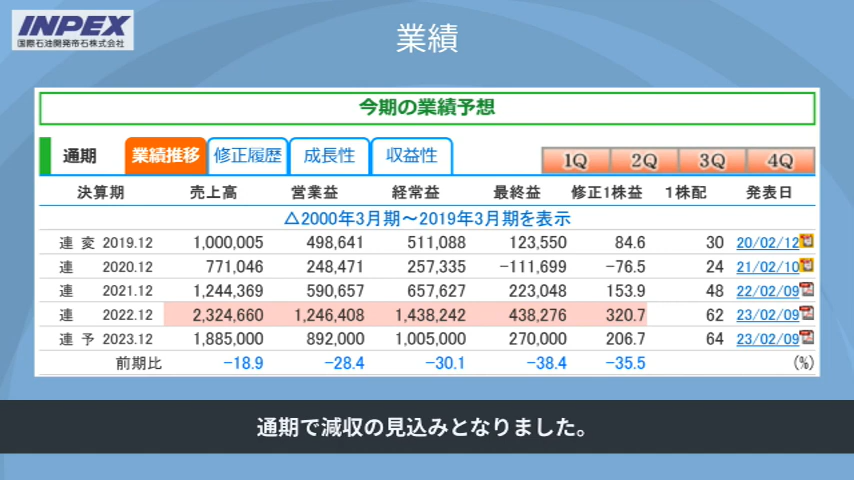 INPEX
国際石油開発帝石株式会社
業績
今期の業績予想
通期 業績推移 修正履歴 成長性 収益性 1Q 2Q 3Q 4Q
決算期 売上高 営業益 経常益 最終益 修正1株益 1株配 発表日
△2000年3月期～2019年3月期を表示
連 変 2019.12 1,000,005 498,641 511,088 123,550 84.6 30 20/02/12
連 2020.12 771,046 248,471 257,335 -111,699 -76.5 24 21/02/10
連 2021.12 1,244,369 590,657 657,627 223,048 153.9 48 22/02/09
連 2022.12 2,324,660 1,246,408 1,438,242 438,276 320.7 62 23/02/09
連 予 2023.12 1,885,000 892,000 1,005,000 270,000 206.7 64 23/02/09
前期比 -18.9 -28.4 -30.1 -38.4 -35.5 (%)
通期で減収の見込みとなりました。